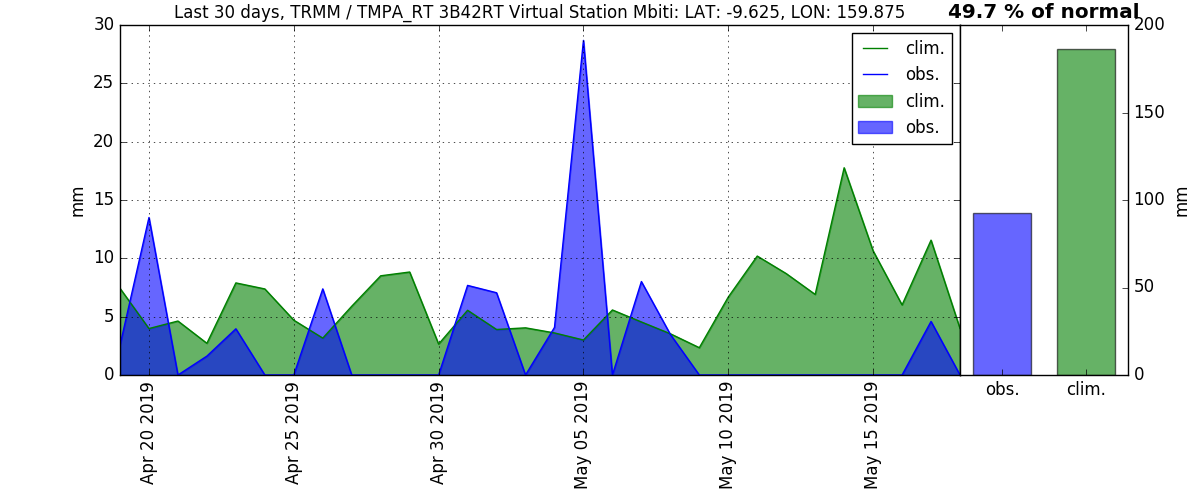 Last 30 days, TRMM / TMPA_RT 3B42RT Virtual Station Mbiti: LAT: -9.625, LON: 159.875
49.7 % of normal
30
25
20
15
10
5
0
mm
clim.
obs.
clim.
obs.
Apr 20 2019
Apr 25 2019
Apr 30 2019
May 05 2019
May 10 2019
May 15 2019
obs.
clim.
200
150
100
50
0
mm